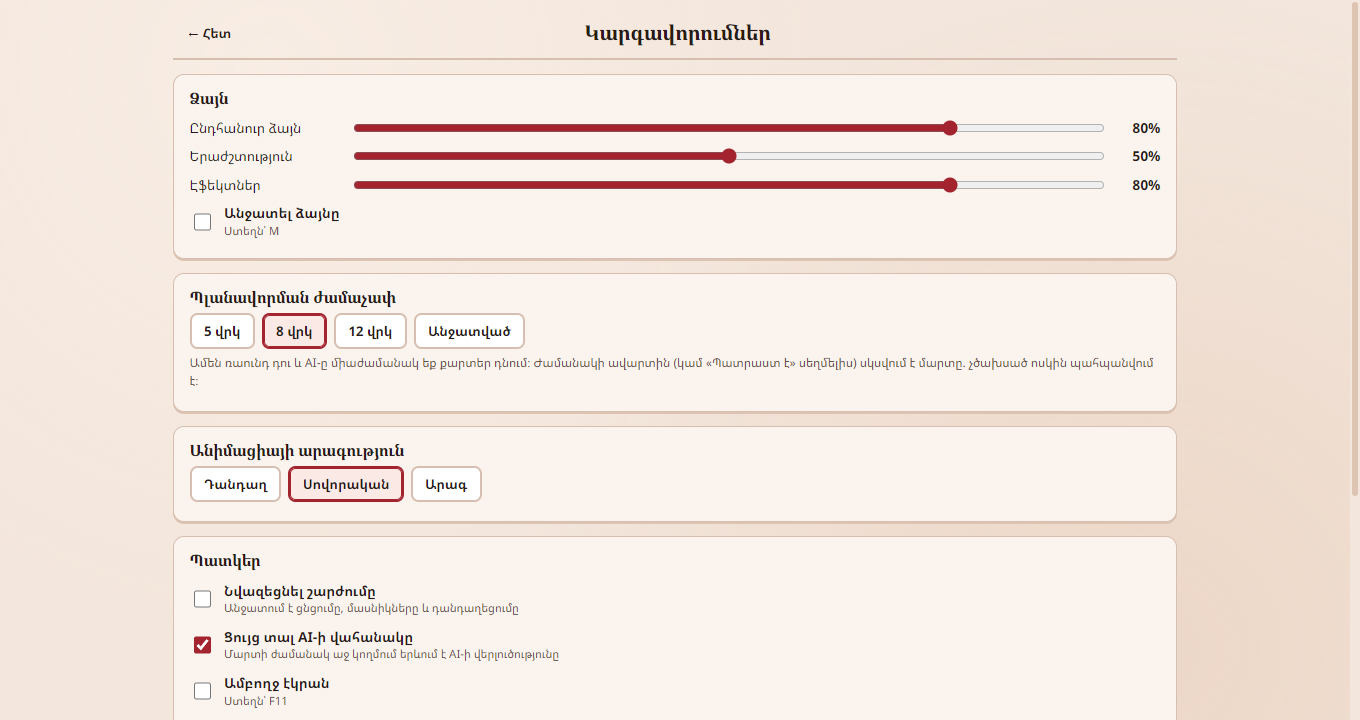 ← Հետ
Կարգավորումներ
Ձայն
Ընդհանուր ձայն 80%
Երաժշտություն 50%
Էֆեկտներ 80%
Անջատել ձայնը
Ստեղն՝ M
Պլանավորման ժամաչափ
5 վրկ 8 վրկ 12 վրկ Անջատված
Ամեն ռաունդ դու և AI-ը միաժամանակ եք քարտեր դնում։ Ժամանակի ավարտին (կամ «Պատրաստ է» սեղմելիս) սկսվում է մարտը. չծախսած ոսկին պահպանվում
է։
Անիմացիայի արագություն
Դանդաղ Սովորական Արագ
Պատկեր
Նվազեցնել շարժումը
Անջատում է ցնցումը, մասնիկները և դանդաղեցումը
Ցույց տալ AI-ի վահանակը
Մարտի ժամանակ աջ կողմում երևում է AI-ի վերլուծությունը
Ամբողջ էկրան
Ստեղն՝ F11